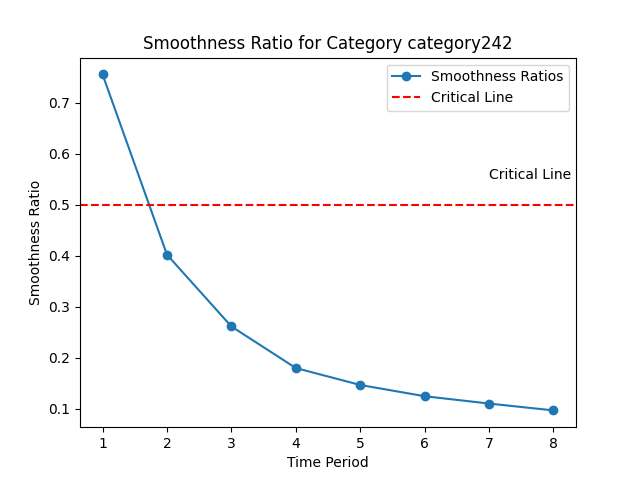 Smoothness Ratio for Category category242
Smoothness Ratios
Critical Line
Critical Line
Smoothness Ratio
0.7
0.6
0.5
0.4
0.3
0.2
0.1
1 2 3 4 5 6 7 8
Time Period